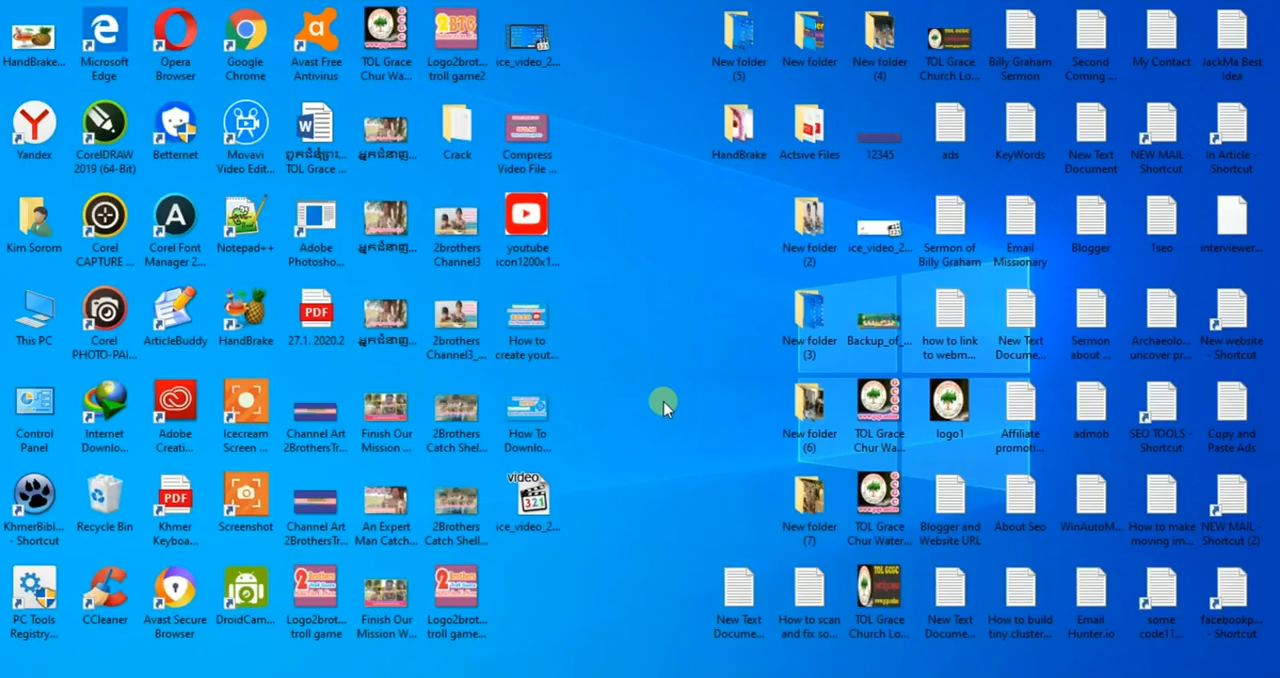 HandBrake...
Microsoft
Edge
Opera
Browser
Google
Chrome
Avast Free
Antivirus
TOL Grace
Chur Wa...
Logo2brot...
troll game2
ice_video_2...
New folder
(5)
New folder
New folder
(4)
TOL Grace
Church Lo...
Billy Graham
Sermon
Second
Coming ...
My Contact
JackMa Best
Idea
Yandex
CorelDRAW
2019 (64-Bit)
Betternet
Movavi
Video Edit...
TOL Grace ...
Crack
Compress
Video File ...
HandBrake
Actsive Files
12345
ads
KeyWords
New Text
Document
NEW MAIL -
Shortcut
In Article -
Shortcut
Kim Sorom
Corel
CAPTURE ...
Corel Font
Manager 2...
Notepad++
Adobe
Photosho...
2brothers
Channel3
youtube
icon1200x1...
New folder
(2)
ice_video_2...
Sermon of
Billy Graham
Email
Missionary
Blogger
1seo
interviewer...
This PC
Corel
PHOTO-PAI...
ArticleBuddy
HandBrake
PDF
27.1. 2020.2
2brothers
Channel3_...
How to
create yout...
New folder
(3)
Backup_of_...
how to link
to webm...
New Text
Docume...
Sermon
about ...
Archaeolo...
uncover pr...
New website
- Shortcut
Control
Panel
Internet
Downlo...
Adobe
Creati...
Icecream
Screen ...
Channel Art
2BrothersTr...
Finish Our
Mission ...
2Brothers
Catch Shel...
How To
Downlo...
New folder
(6)
TOL Grace
Chur Wa...
logo1
Affiliate
promoti...
admob
SEO TOOLS -
Shortcut
Copy and
Paste Ads
KhmerBibl...
- Shortcut
Recycle Bin
PDF
Khmer
Keyboa...
Screenshot
Channel Art
2BrothersTr...
An Expert
Man Catch...
2Brothers
Catch Shell...
video
321
ice_video_2...
New folder
(7)
TOL Grace
Chur Water...
Blogger and
Website URL
About Seo
WinAutoM...
How to make
moving im...
NEW MAIL -
Shortcut (2)
PC Tools
Registry...
CCleaner
Avast Secure
Browser
DroidCam...
Logo2brot...
troll game
Finish Our
Mission W...
Logo2brot...
troll game...
New Text
Docume...
How to scan
and fix so...
TOL Grace
Church Lo...
New Text
Docume...
How to build
tiny cluster...
Email
Hunter.io
some
code11...
facebookp...
- Shortcut